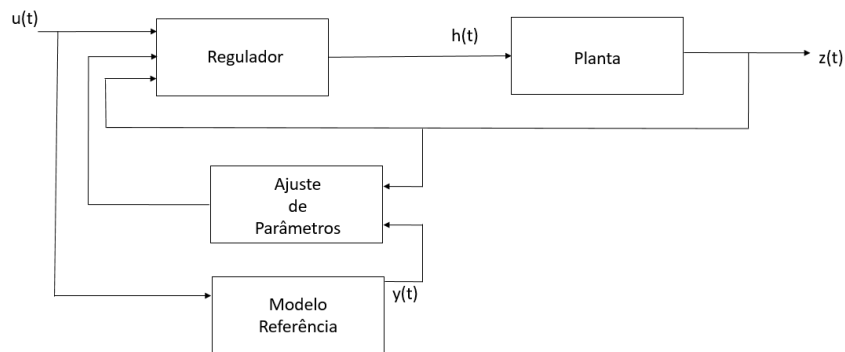 u(t)
Regulador
h(t)
Planta
z(t)
Ajuste
de
Parâmetros
y(t)
Modelo
Referência